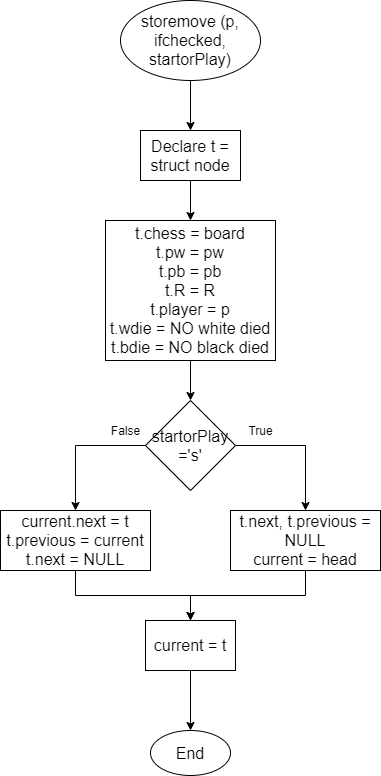 storemove (p,
ifchecked,
startorPlay)
Declare t =
struct node
t.chess = board
t.pw = pw
t.pb = pb
t.R = R
t.player = p
t.wdie = NO white died
t.bdie = NO black died
False
startorPlay
=='s'
True
current.next = t
t.previous = current
t.next = NULL
t.next, t.previous =
NULL
current = head
current = t
End